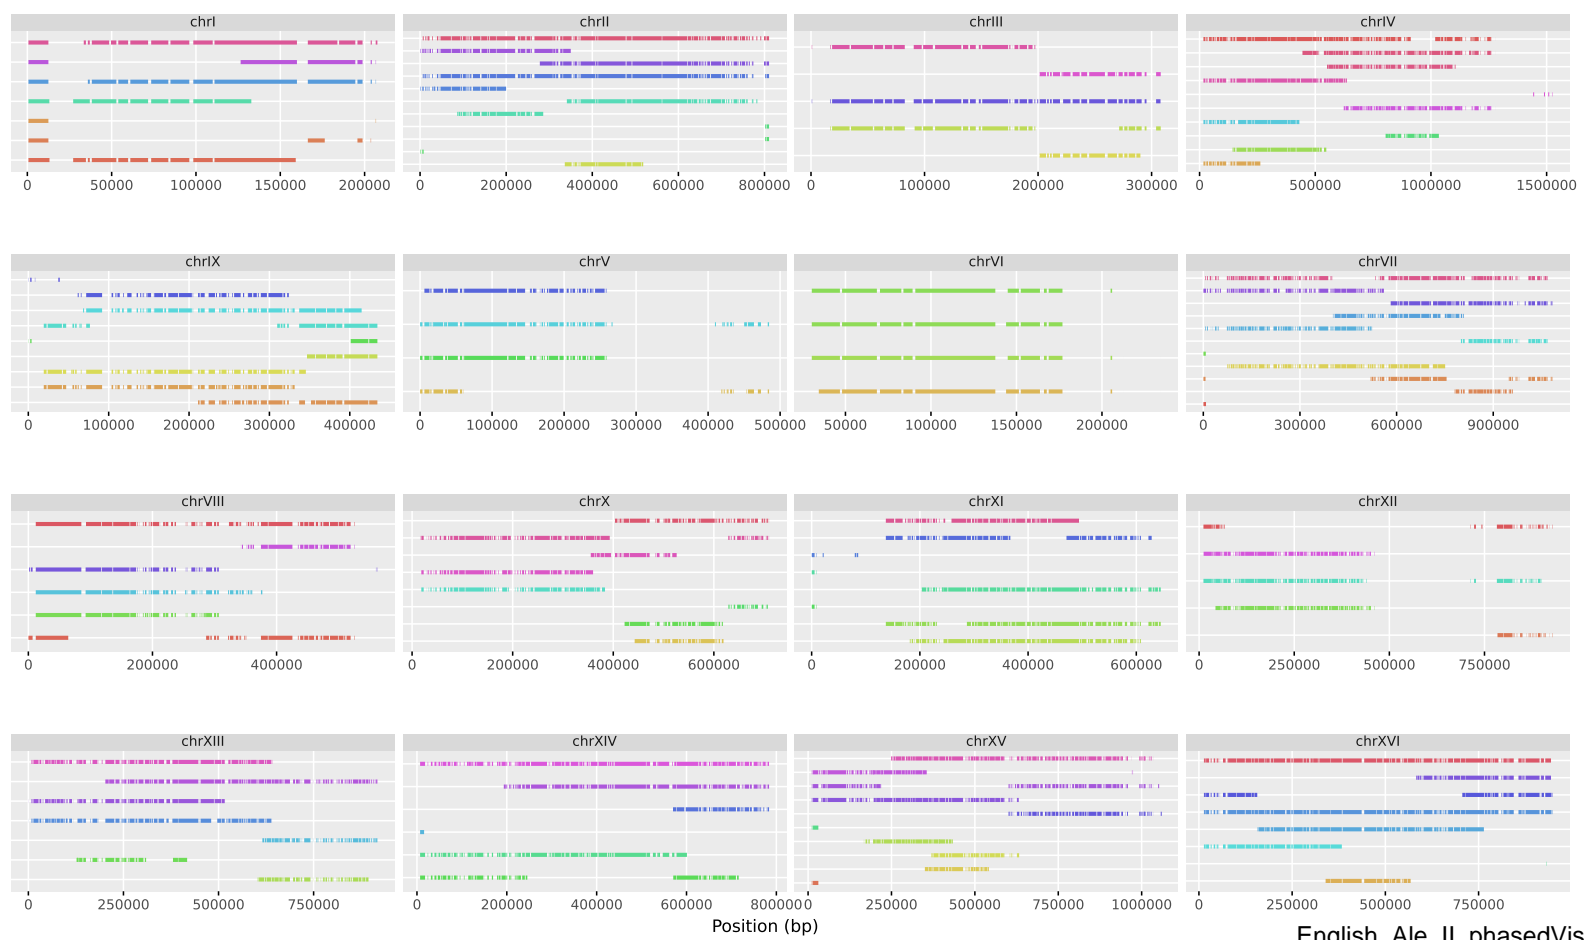 chrI chrII chrIII chrIV
0 50000 100000 150000 200000 0 200000 400000 600000 800000 0 100000 200000 300000 0 500000 1000000 1500000
chrIX chrV chrVI chrVII
0 100000 200000 300000 400000 0 100000 200000 300000 400000 500000 50000 100000 150000 200000 0 300000 600000 900000
chrVIII chrX chrXI chrXII
0 200000 400000 0 200000 400000 600000 0 200000 400000 600000 0 250000 500000 750000
chrXIII chrXIV chrXV chrXVI
0 250000 500000 750000 0 200000 400000 600000 800000 0 250000 500000 750000 1000000 0 250000 500000 750000
Position (bp)
English_Ale_II_phasedVis